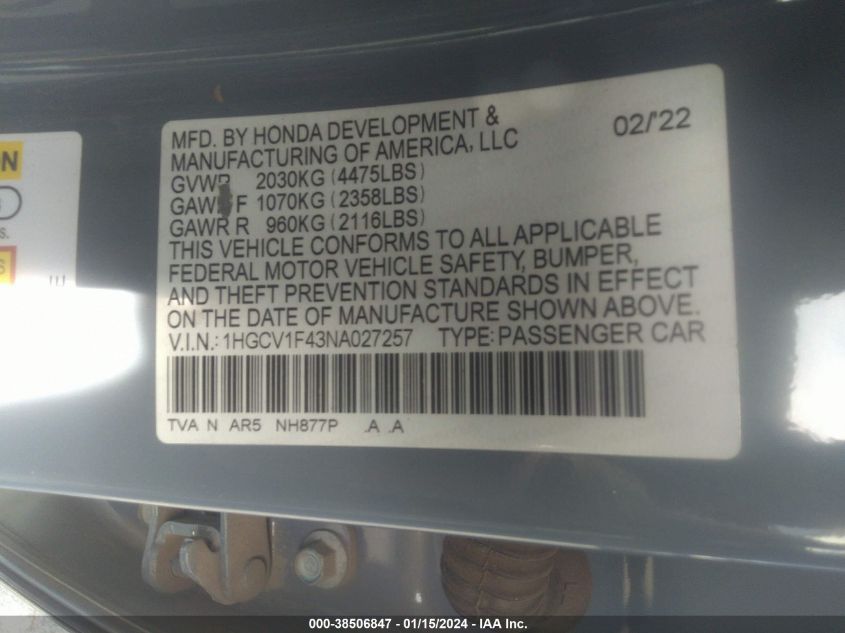 MFD. BY HONDA DEVELOPMENT & 02/'22
MANUFACTURING OF AMERICA, LLC
GVWR 2030KG (4475LBS)
GAWR F 1070KG (2358LBS)
GAWR R 960KG (2116LBS)
THIS VEHICLE CONFORMS TO ALL APPLICABLE
FEDERAL MOTOR VEHICLE SAFETY, BUMPER,
AND THEFT PREVENTION STANDARDS IN EFFECT
ON THE DATE OF MANUFACTURE SHOWN ABOVE.
V.I.N.: 1HGCV1F43NA027257 TYPE: PASSENGER CAR
TVA N AR5 NH877P .A .A
000-38506847 - 01/15/2024 - IAA Inc.